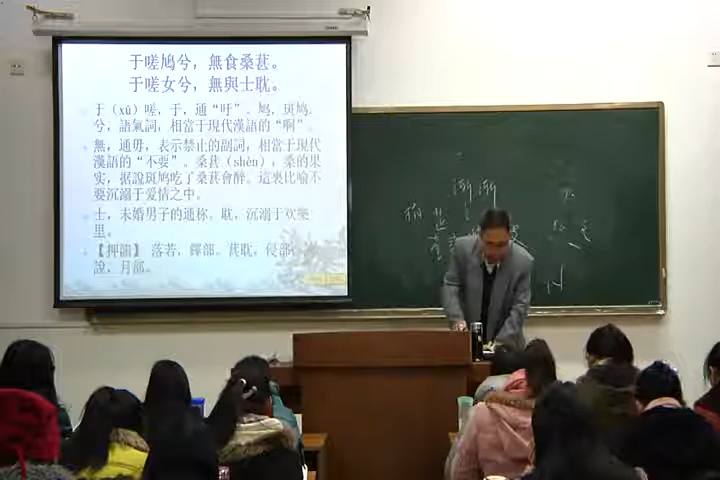 于嗟鳩兮，無食桑葚。
于嗟女兮，無與士耽。
于（xū）嗟，于，通“吁”．鳩，斑鳩．
兮，語氣詞，相當于現代漢語的“啊”．
無，通毋，表示禁止的副詞，相當于現代
漢語的“不要”．桑葚（shèn），桑的果
实，据說斑鳩吃了桑葚會醉．這裏比喻不
要沉溺于爱情之中．
士，未婚男子的通称．耽，沉溺于欢樂
里．
【押韻】 落若，鐸部．葚耽，侵部．
說，月部．
漸 漸